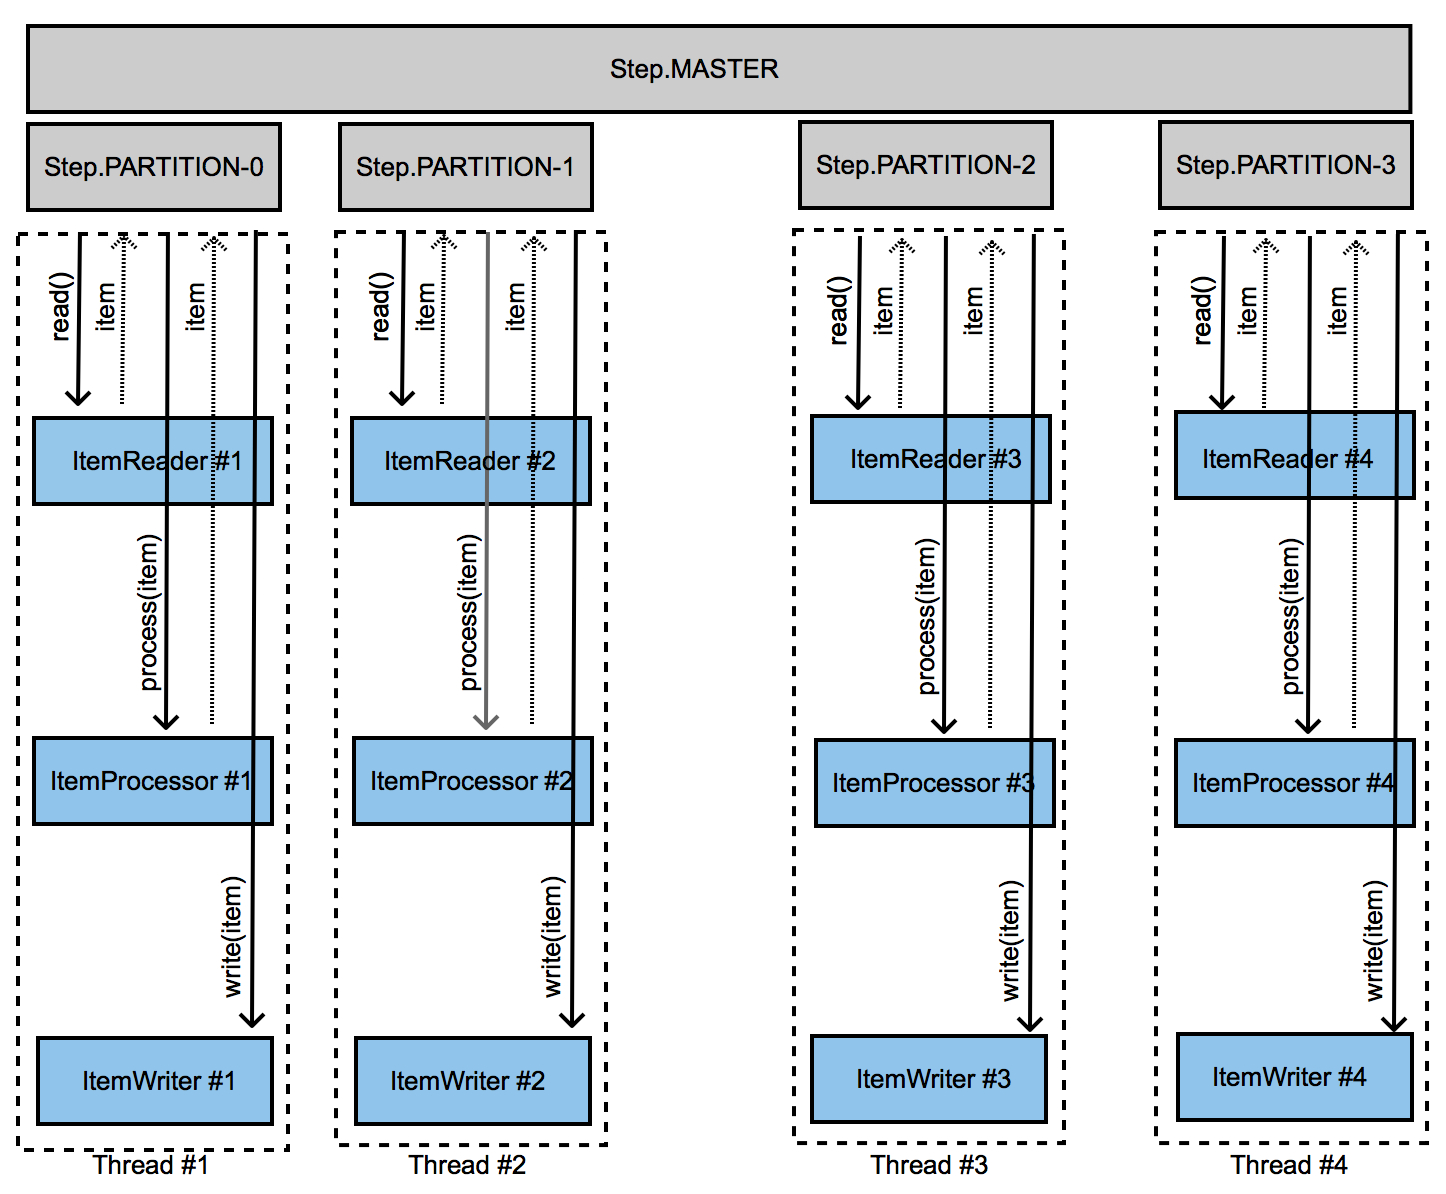 Step.MASTER
Step.PARTITION-0
Step.PARTITION-1
Step.PARTITION-2
Step.PARTITION-3
read()
item
item
read()
item
item
read()
item
item
read()
item
item
ItemReader #1
ItemReader #2
ItemReader #3
ItemReader #4
process(item)
process(item)
process(item)
process(item)
ItemProcessor #1
ItemProcessor #2
ItemProcessor #3
ItemProcessor #4
write(item)
write(item)
write(item)
write(item)
ItemWriter #1
ItemWriter #2
ItemWriter #3
ItemWriter #4
Thread #1
Thread #2
Thread #3
Thread #4